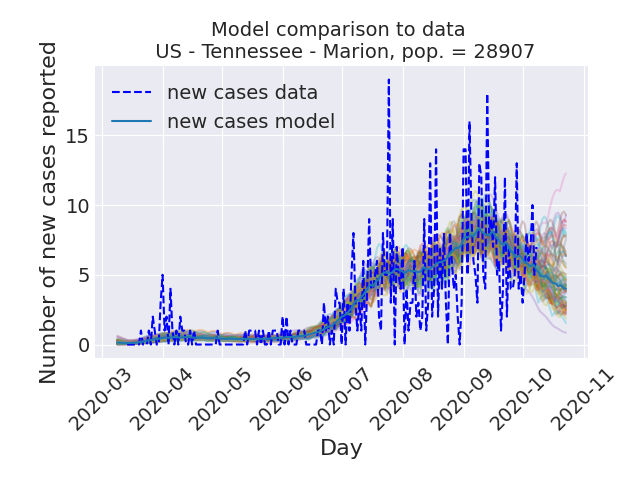 Model comparison to data
US - Tennessee - Marion, pop. = 28907
new cases data
new cases model
Number of new cases reported
15
10
5
0
2020-03
2020-04
2020-05
2020-06
2020-07
2020-08
2020-09
2020-10
2020-11
Day